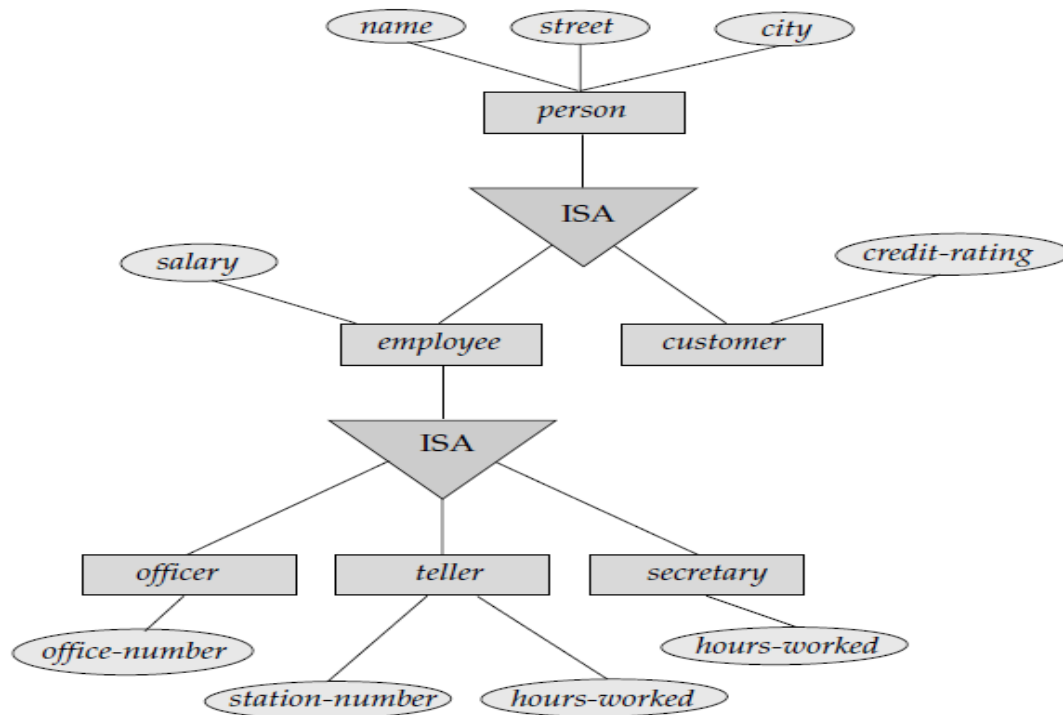 name
street
city
person
ISA
salary
credit-rating
employee
customer
ISA
officer
teller
secretary
office-number
hours-worked
station-number
hours-worked